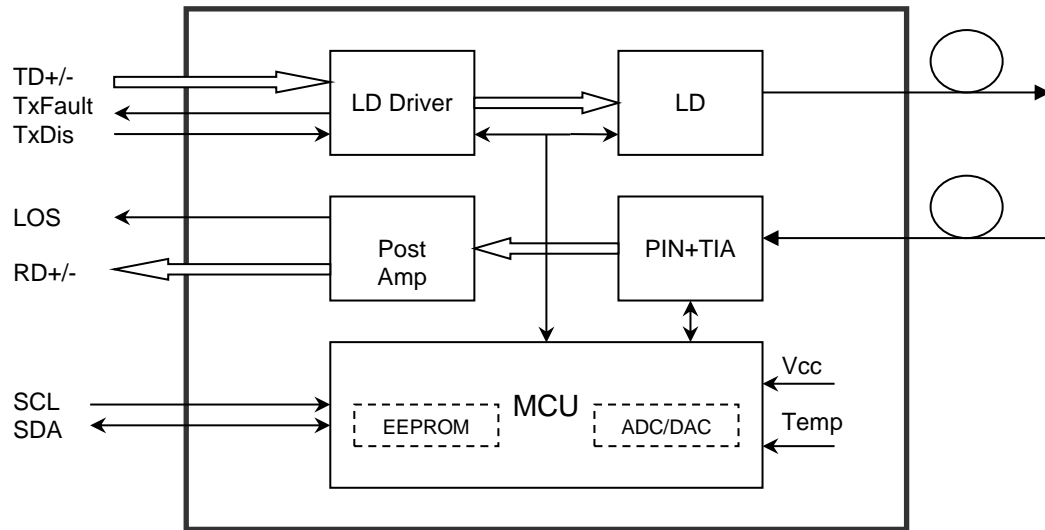 TD+/-
TxFault
TxDis
LD Driver
LD
LOS
RD+/-
Post
Amp
PIN+TIA
SCL
SDA
MCU
EEPROM
ADC/DAC
Vcc
Temp